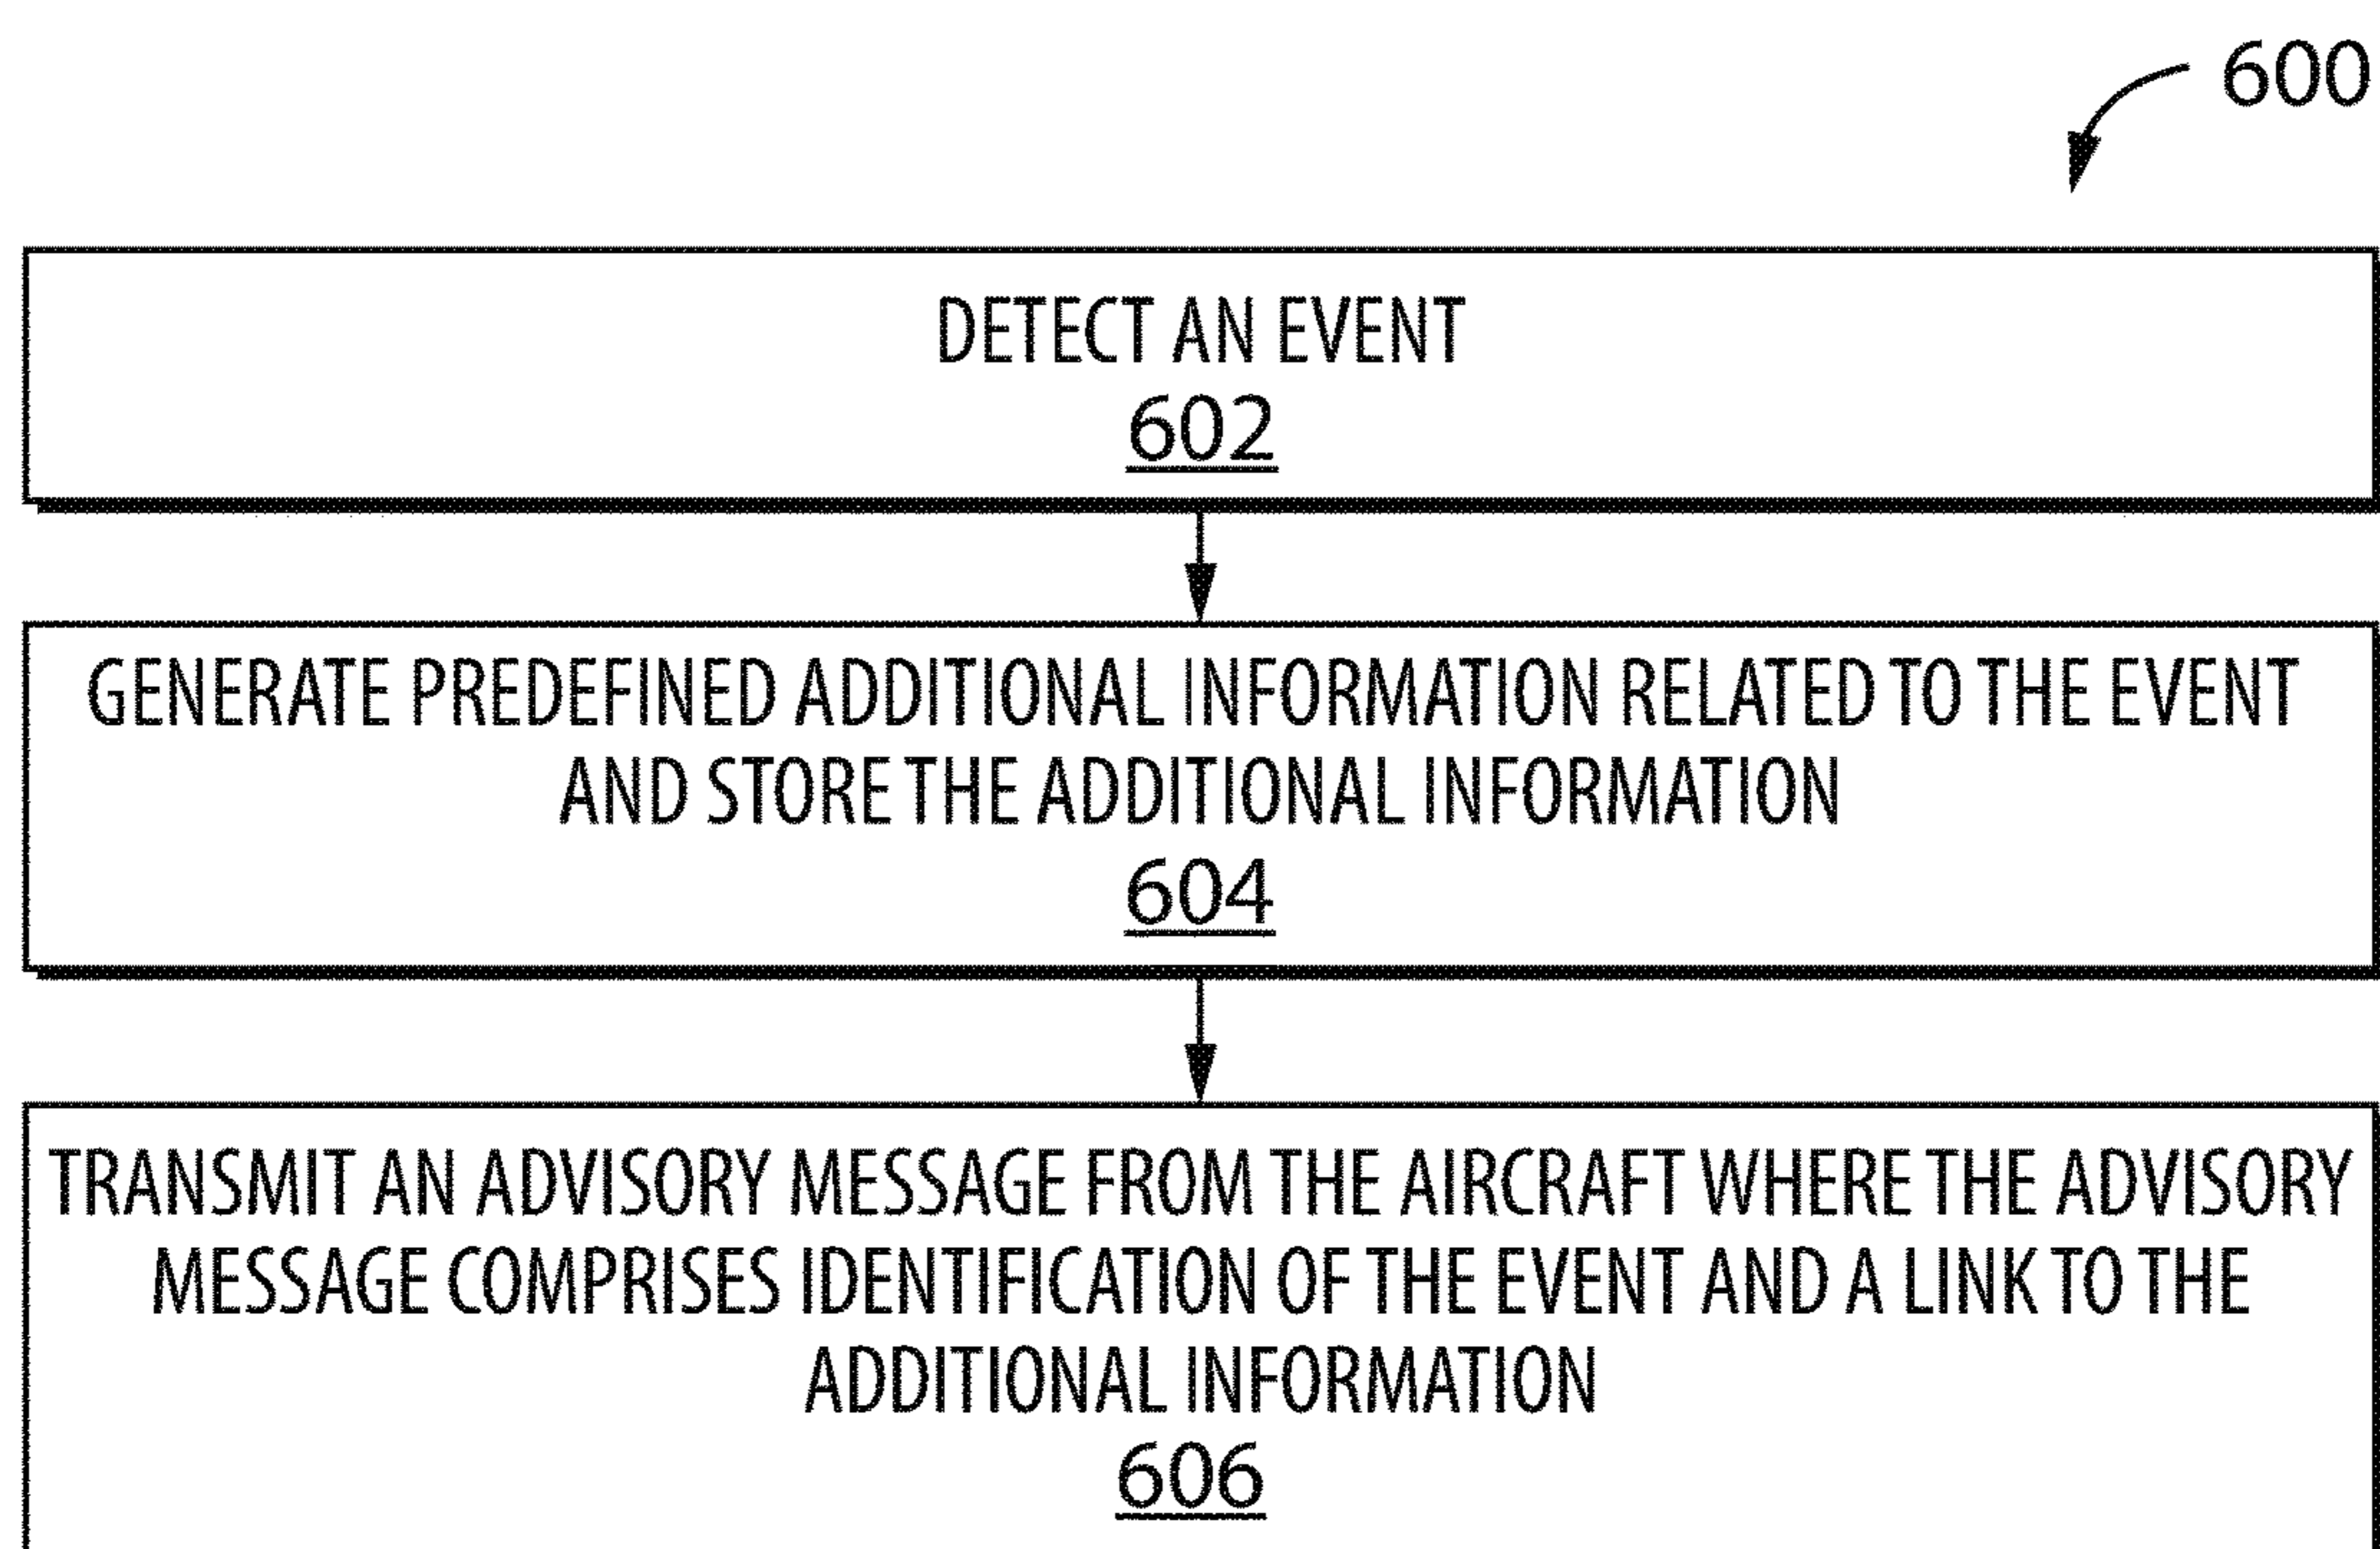 600
DETECT AN EVENT
602
GENERATE PREDEFINED ADDITIONAL INFORMATION RELATED TO THE EVENT
AND STORE THE ADDITIONAL INFORMATION
604
TRANSMIT AN ADVISORY MESSAGE FROM THE AIRCRAFT WHERE THE ADVISORY
MESSAGE COMPRISES IDENTIFICATION OF THE EVENT AND A LINK TO THE
ADDITIONAL INFORMATION
606